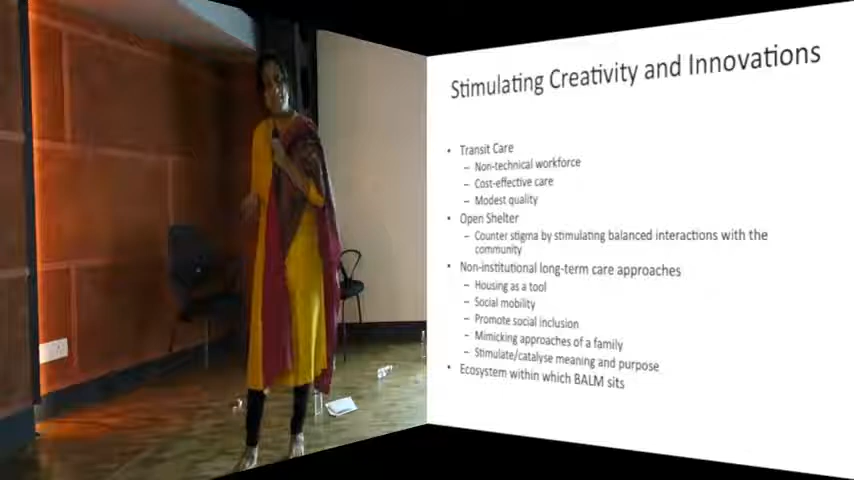 Stimulating Creativity and Innovations
• Transit Care
– Non-technical workforce
– Cost-effective care
– Modest quality
• Open Shelter
– Counter stigma by stimulating balanced interactions with the
community
• Non-institutional long-term care approaches
– Housing as a tool
– Social mobility
– Promote social inclusion
– Mimicking approaches of a family
– Stimulate/catalyse meaning and purpose
• Ecosystem within which BALM sits